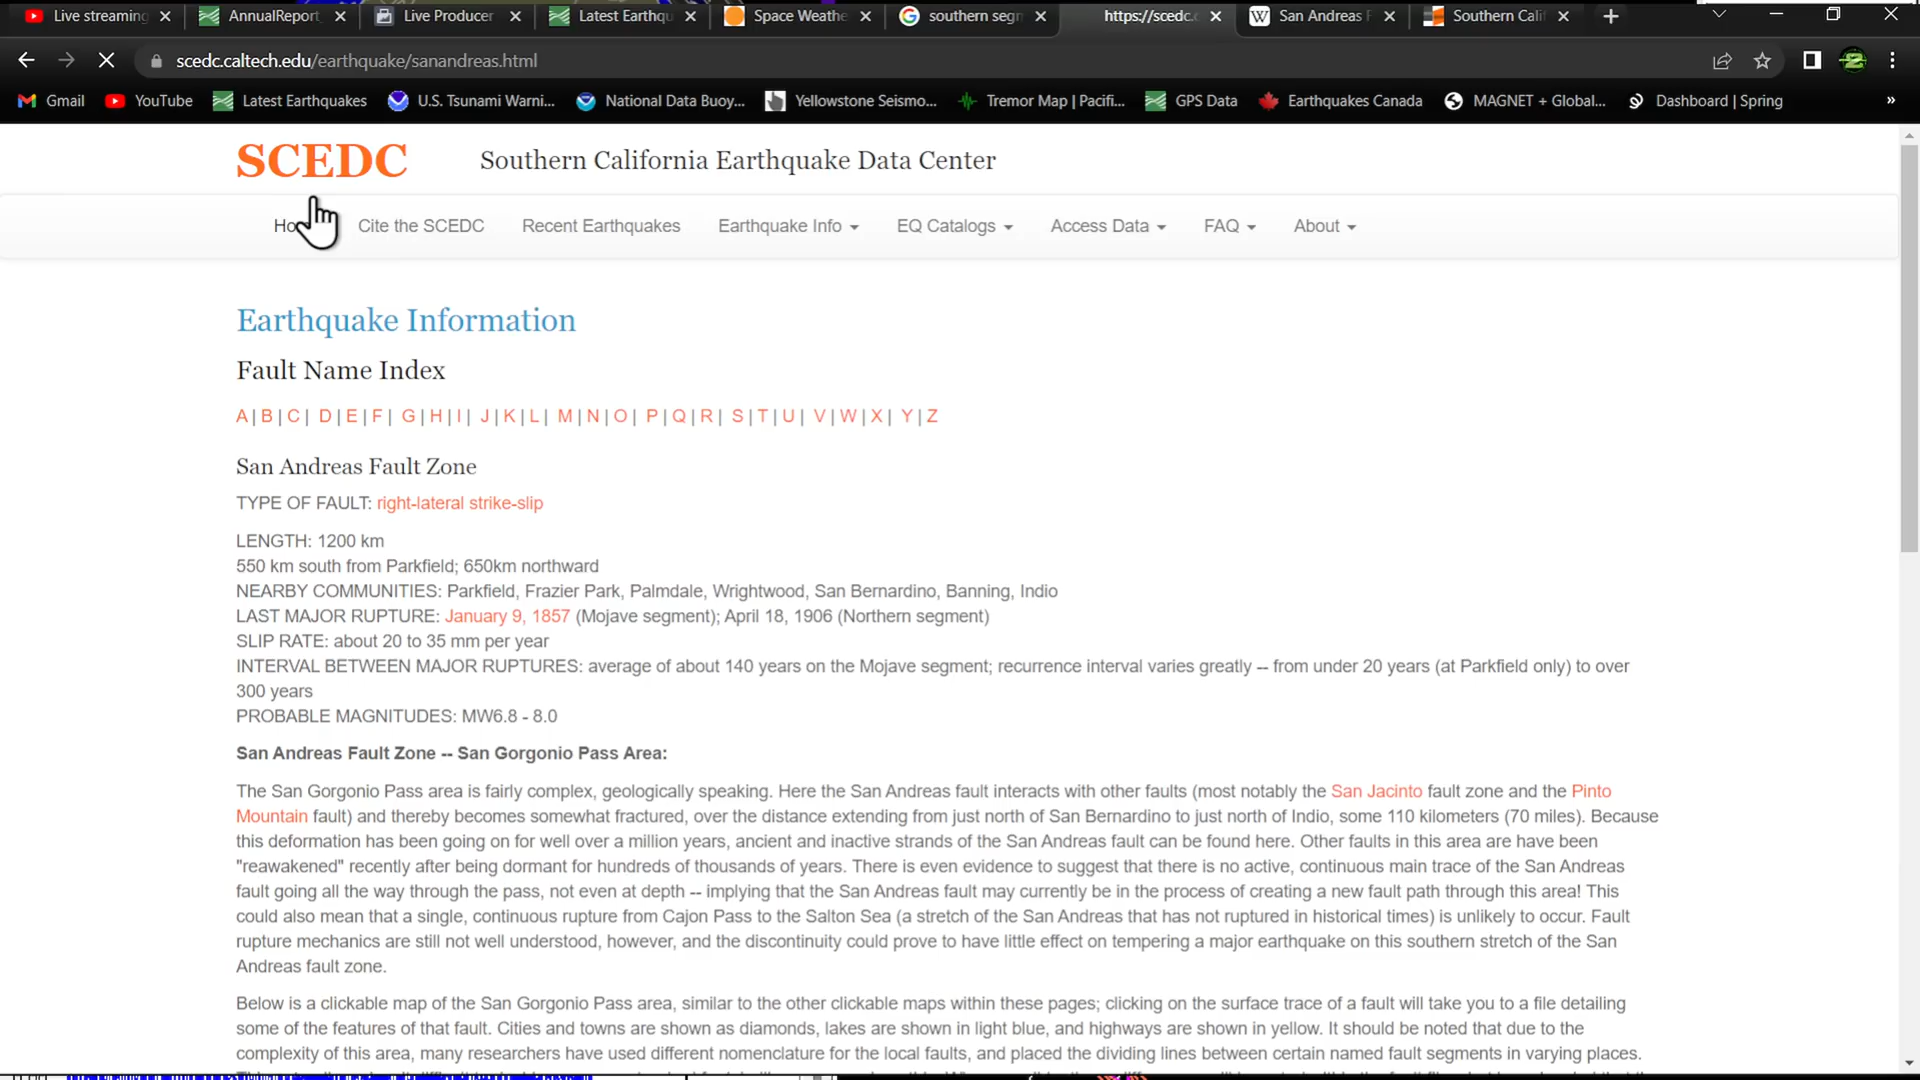 Live streaming
AnnualReport
Live Producer
Latest Earthqu
Space Weathe
southern segm
https://scedc.c
San Andreas F
Southern Calif
scedc.caltech.edu/earthquake/sanandreas.html
Gmail
YouTube
Latest Earthquakes
U.S. Tsunami Warni...
National Data Buoy...
Yellowstone Seismo...
Tremor Map | Pacifi...
GPS Data
Earthquakes Canada
MAGNET + Global...
Dashboard | Spring
»
SCEDC
Southern California Earthquake Data Center
Ho
Cite the SCEDC
Recent Earthquakes
Earthquake Info
EQ Catalogs
Access Data
FAQ
About
Earthquake Information
Fault Name Index
A | B | C | D | E | F | G | H | I | J | K | L | M | N | O | P | Q | R | S | T | U | V | W | X | Y | Z
San Andreas Fault Zone
TYPE OF FAULT: right-lateral strike-slip
LENGTH: 1200 km
550 km south from Parkfield; 650km northward
NEARBY COMMUNITIES: Parkfield, Frazier Park, Palmdale, Wrightwood, San Bernardino, Banning, Indio
LAST MAJOR RUPTURE: January 9, 1857 (Mojave segment); April 18, 1906 (Northern segment)
SLIP RATE: about 20 to 35 mm per year
INTERVAL BETWEEN MAJOR RUPTURES: average of about 140 years on the Mojave segment; recurrence interval varies greatly -- from under 20 years (at Parkfield only) to over
300 years
PROBABLE MAGNITUDES: MW6.8 - 8.0
San Andreas Fault Zone -- San Gorgonio Pass Area:
The San Gorgonio Pass area is fairly complex, geologically speaking. Here the San Andreas fault interacts with other faults (most notably the San Jacinto fault zone and the Pinto
Mountain fault) and thereby becomes somewhat fractured, over the distance extending from just north of San Bernardino to just north of Indio, some 110 kilometers (70 miles). Because
this deformation has been going on for well over a million years, ancient and inactive strands of the San Andreas fault can be found here. Other faults in this area are have been
"reawakened" recently after being dormant for hundreds of thousands of years. There is even evidence to suggest that there is no active, continuous main trace of the San Andreas
fault going all the way through the pass, not even at depth -- implying that the San Andreas fault may currently be in the process of creating a new fault path through this area! This
could also mean that a single, continuous rupture from Cajon Pass to the Salton Sea (a stretch of the San Andreas that has not ruptured in historical times) is unlikely to occur. Fault
rupture mechanics are still not well understood, however, and the discontinuity could prove to have little effect on tempering a major earthquake on this southern stretch of the San
Andreas fault zone.
Below is a clickable map of the San Gorgonio Pass area, similar to the other clickable maps within these pages; clicking on the surface trace of a fault will take you to a file detailing
some of the features of that fault. Cities and towns are shown as diamonds, lakes are shown in light blue, and highways are shown in yellow. It should be noted that due to the
complexity of this area, many researchers have used different nomenclature for the local faults, and placed the dividing lines between certain named fault segments in varying places.